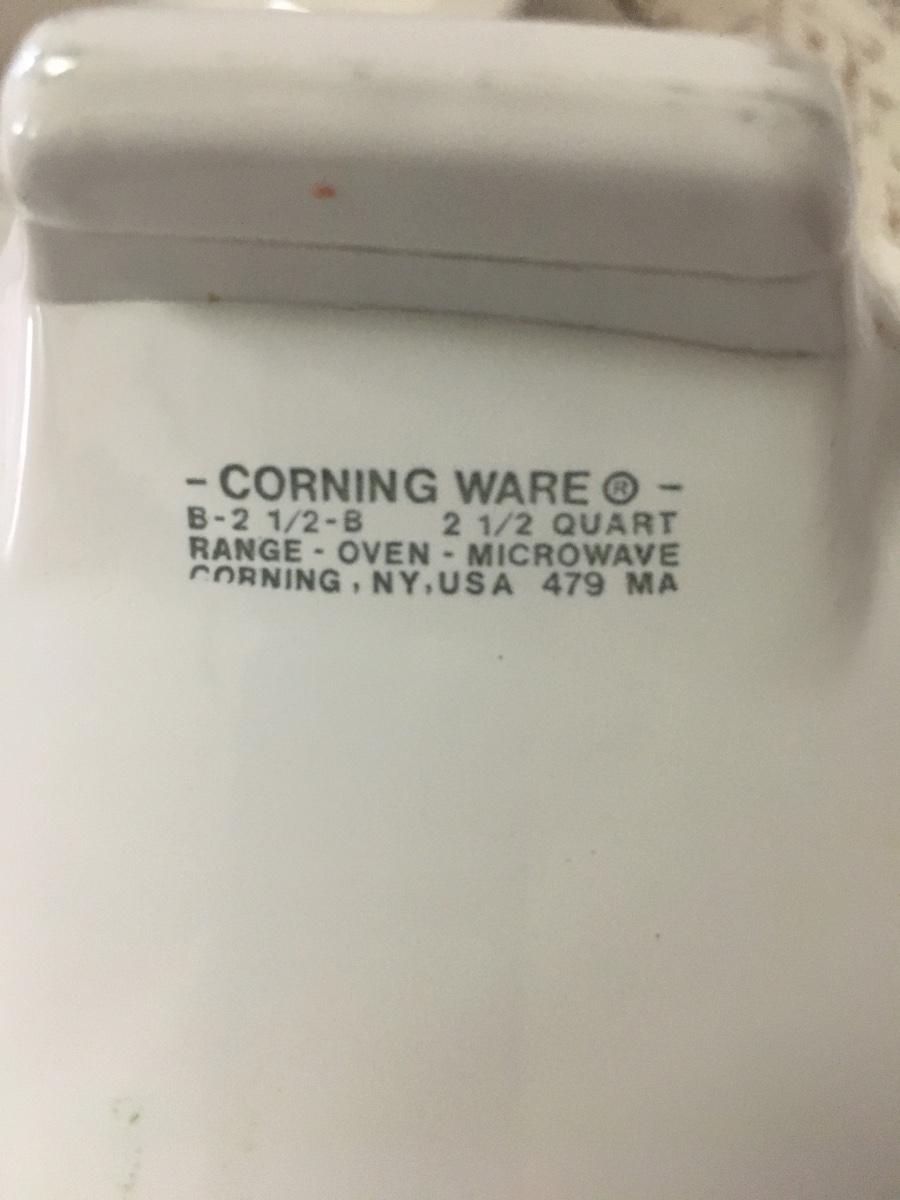 - CORNING WARE ® -
B-2 1/2-B 2 1/2 QUART
RANGE - OVEN - MICROWAVE
CORNING, NY, USA 479 MA